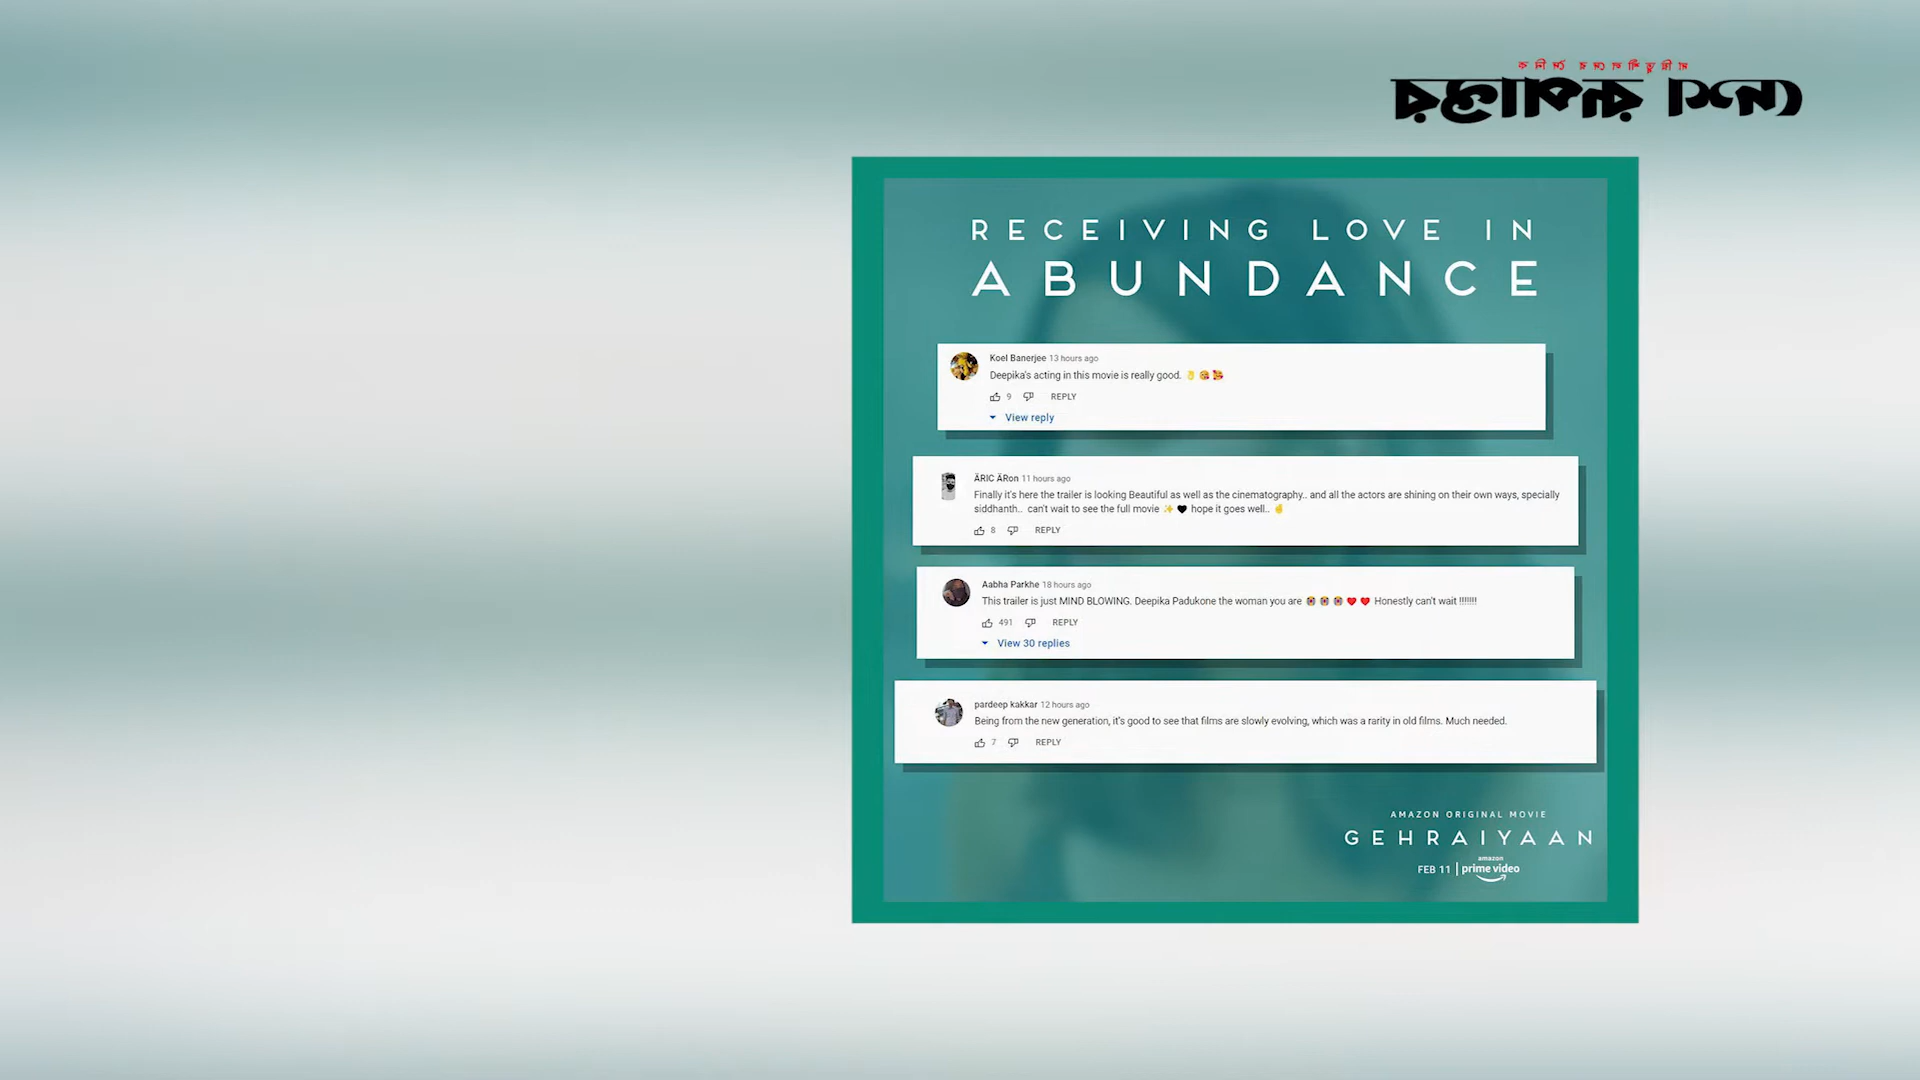 RECEIVING LOVE IN
ABUNDANCE
Koel Banerjee 13 hours ago
Deepika's acting in this movie is really good. 👌😘🥰
9 REPLY
View reply
ÄRIC ÄRon 11 hours ago
Finally it's here the trailer is looking Beautiful as well as the cinematography.. and all the actors are shining on their own ways, specially
siddhanth.. can't wait to see the full movie ✨🖤 hope it goes well.. ✌
8 REPLY
Aabha Parkhe 18 hours ago
This trailer is just MIND BLOWING. Deepika Padukone the woman you are 😭😭😭❤❤ Honestly can't wait !!!!!!!
491 REPLY
View 30 replies
pardeep kakkar 12 hours ago
Being from the new generation, it's good to see that films are slowly evolving, which was a rarity in old films. Much needed.
7 REPLY
AMAZON ORIGINAL MOVIE
GEHRAIYAAN
FEB 11 | amazon prime video